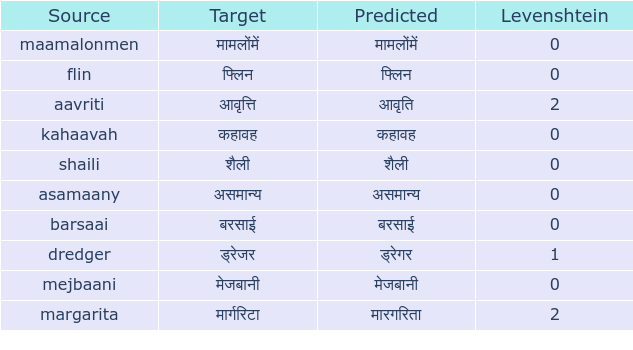 Source Target Predicted Levenshtein
maamalonmen मामलोंमें मामलोंमें 0
flin फ्लिन फ्लिन 0
aavriti आवृत्ति आवृति 2
kahaavah कहावह कहावह 0
shaili शैली शैली 0
asamaany असमान्य असमान्य 0
barsaai बरसाई बरसाई 0
dredger ड्रेजर ड्रेगर 1
mejbaani मेजबानी मेजबानी 0
margarita मार्गरिटा मारगरिता 2